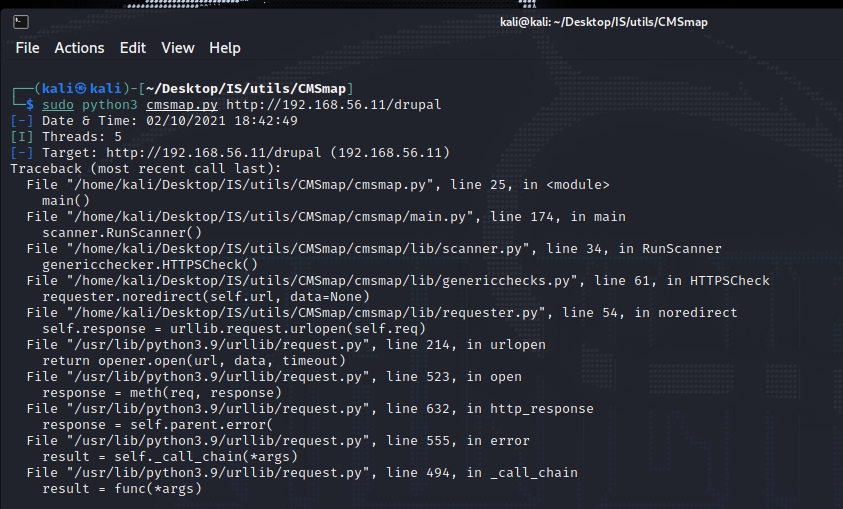 kali@kali: ~/Desktop/IS/utils/CMSmap
File Actions Edit View Help
┌──(kali㉿kali)-[~/Desktop/IS/utils/CMSmap]
└─$ sudo python3 cmsmap.py http://192.168.56.11/drupal
[-] Date & Time: 02/10/2021 18:42:49
[I] Threads: 5
[-] Target: http://192.168.56.11/drupal (192.168.56.11)
Traceback (most recent call last):
  File "/home/kali/Desktop/IS/utils/CMSmap/cmsmap.py", line 25, in <module>
    main()
  File "/home/kali/Desktop/IS/utils/CMSmap/cmsmap/main.py", line 174, in main
    scanner.RunScanner()
  File "/home/kali/Desktop/IS/utils/CMSmap/cmsmap/lib/scanner.py", line 34, in RunScanner
    genericchecker.HTTPSCheck()
  File "/home/kali/Desktop/IS/utils/CMSmap/cmsmap/lib/genericchecks.py", line 61, in HTTPSCheck
    requester.noredirect(self.url, data=None)
  File "/home/kali/Desktop/IS/utils/CMSmap/cmsmap/lib/requester.py", line 54, in noredirect
    self.response = urllib.request.urlopen(self.req)
  File "/usr/lib/python3.9/urllib/request.py", line 214, in urlopen
    return opener.open(url, data, timeout)
  File "/usr/lib/python3.9/urllib/request.py", line 523, in open
    response = meth(req, response)
  File "/usr/lib/python3.9/urllib/request.py", line 632, in http_response
    response = self.parent.error(
  File "/usr/lib/python3.9/urllib/request.py", line 555, in error
    result = self._call_chain(*args)
  File "/usr/lib/python3.9/urllib/request.py", line 494, in _call_chain
    result = func(*args)